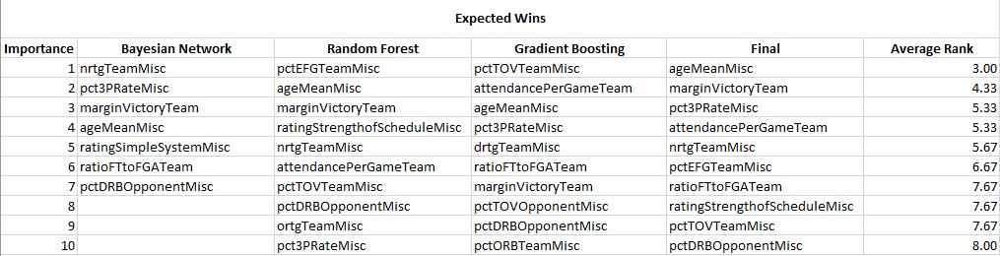 Expected Wins
Importance Bayesian Network Random Forest Gradient Boosting Final Average Rank
1 nrtgTeamMisc pctEFGTeamMisc pctTOVTeamMisc ageMeanMisc 3.00
2 pct3PRateMisc ageMeanMisc attendancePerGameTeam marginVictoryTeam 4.33
3 marginVictoryTeam marginVictoryTeam ageMeanMisc pct3PRateMisc 5.33
4 ageMeanMisc ratingStrengthofScheduleMisc pct3PRateMisc attendancePerGameTeam 5.33
5 ratingSimpleSystemMisc nrtgTeamMisc drtgTeamMisc nrtgTeamMisc 5.67
6 ratioFTtoFGATeam attendancePerGameTeam ratioFTtoFGATeam pctEFGTeamMisc 6.67
7 pctDRBOpponentMisc pctTOVTeamMisc marginVictoryTeam ratioFTtoFGATeam 7.67
8 pctDRBOpponentMisc pctTOVOpponentMisc ratingStrengthofScheduleMisc 7.67
9 ortgTeamMisc pctDRBOpponentMisc pctTOVTeamMisc 7.67
10 pct3PRateMisc pctORBTeamMisc pctDRBOpponentMisc 8.00